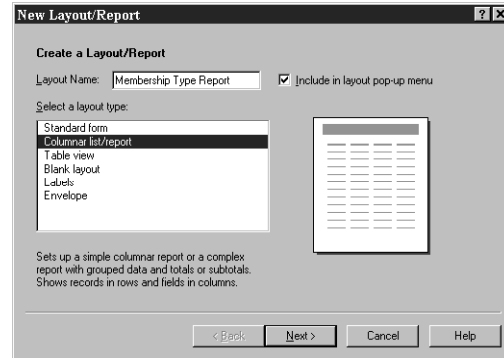 New Layout/Report
Create a Layout/Report
Layout Name: Membership Type Report
Include in layout pop-up menu
Select a layout type:
Standard form
Columnar list/report
Table view
Blank layout
Labels
Envelope
Sets up a simple columnar report or a complex
report with grouped data and totals or subtotals.
Shows records in rows and fields in columns.
< Back Next > Cancel Help